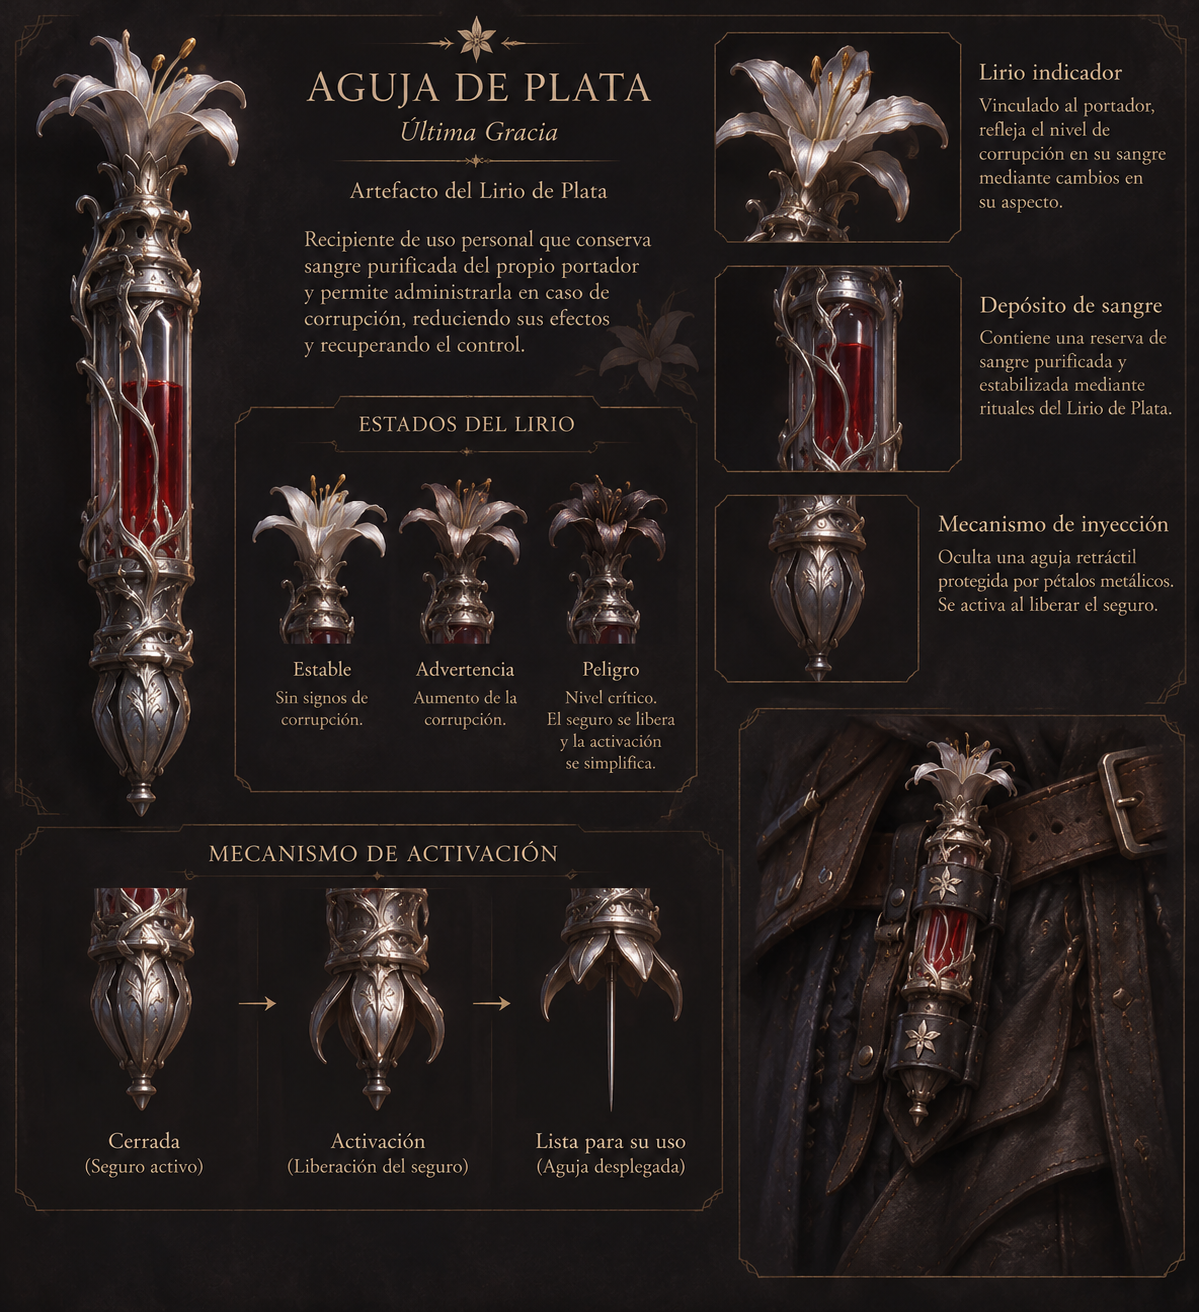 AGUJA DE PLATA
Última Gracia
Artefacto del Lirio de Plata
Recipiente de uso personal que conserva
sangre purificada del propio portador
y permite administrarla en caso de
corrupción, reduciendo sus efectos
y recuperando el control.
Lirio indicador
Vinculado al portador,
refleja el nivel de
corrupción en su sangre
mediante cambios en
su aspecto.
Depósito de sangre
Contiene una reserva de
sangre purificada y
estabilizada mediante
rituales del Lirio de Plata.
Mecanismo de inyección
Oculta una aguja retráctil
protegida por pétalos metálicos.
Se activa al liberar el seguro.
ESTADOS DEL LIRIO
Estable
Sin signos de
corrupción.
Advertencia
Aumento de la
corrupción.
Peligro
Nivel crítico.
El seguro se libera
y la activación
se simplifica.
MECANISMO DE ACTIVACIÓN
Cerrada
(Seguro activo)
Activación
(Liberación del seguro)
Lista para su uso
(Aguja desplegada)